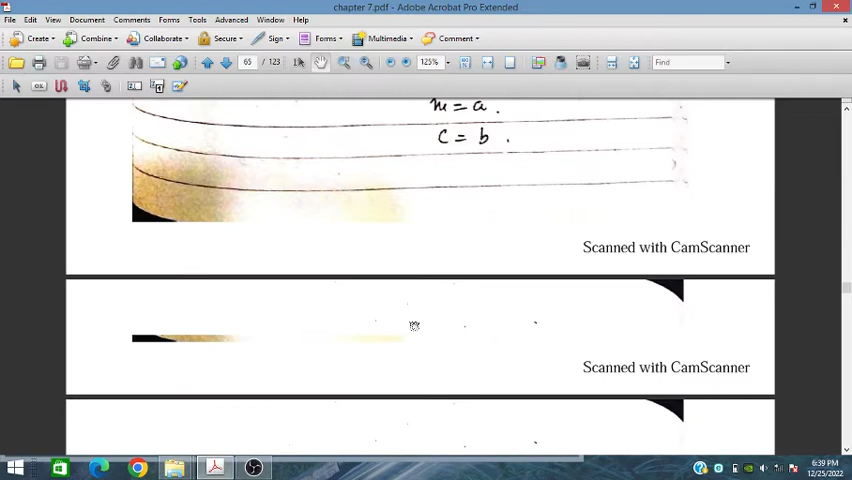 chapter 7.pdf - Adobe Acrobat Pro Extended
File Edit View Document Comments Forms Tools Advanced Window Help
Create Combine Collaborate Secure Sign Forms Multimedia Comment
65 / 123 125% Find
m = a .
c = b .
Scanned with CamScanner
Scanned with CamScanner
6:39 PM
12/25/2022